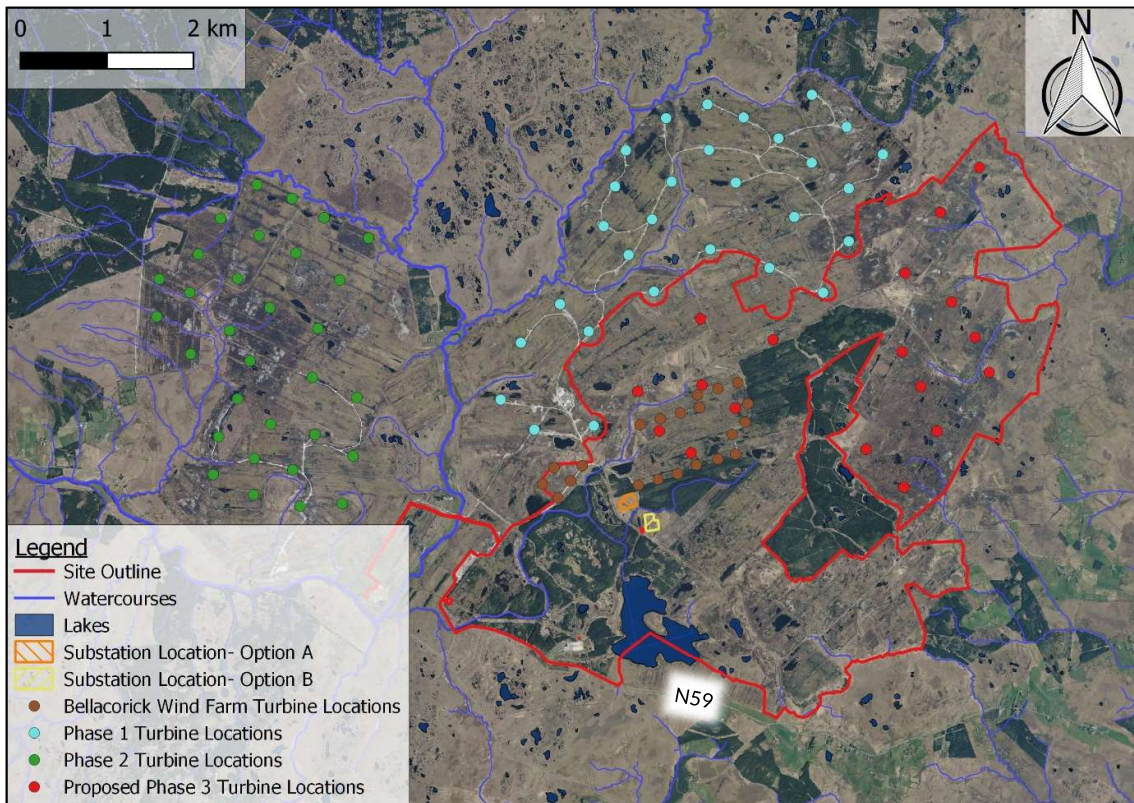 0 1 2 km
N
N59
Legend
Site Outline
Watercourses
Lakes
Substation Location- Option A
Substation Location- Option B
Bellacorick Wind Farm Turbine Locations
Phase 1 Turbine Locations
Phase 2 Turbine Locations
Proposed Phase 3 Turbine Locations